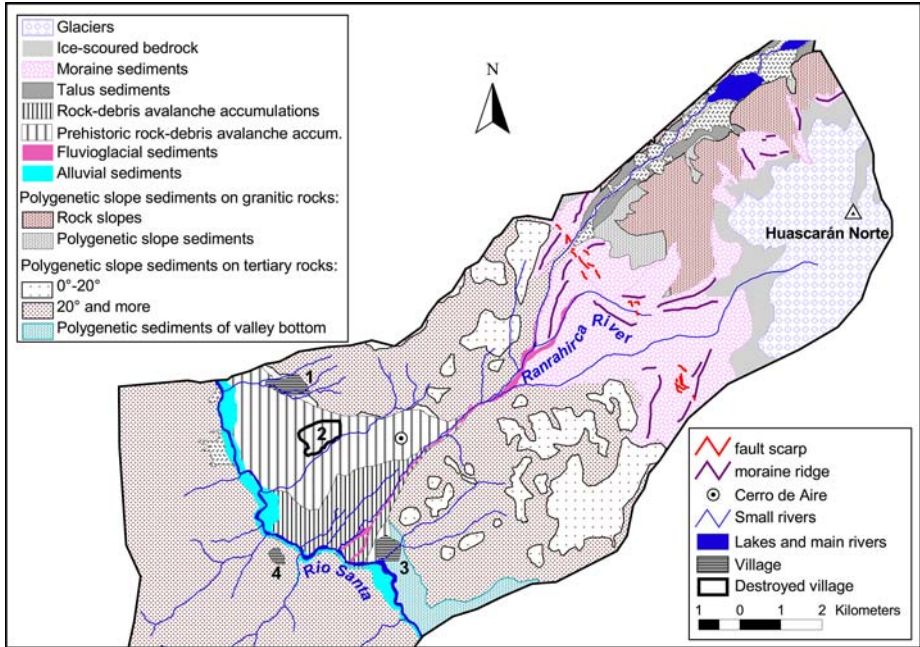 Glaciers
Ice-scoured bedrock
Moraine sediments
Talus sediments
Rock-debris avalanche accumulations
Prehistoric rock-debris avalanche accum.
Fluvioglacial sediments
Alluvial sediments
Polygenetic slope sediments on granitic rocks:
Rock slopes
Polygenetic slope sediments
Polygenetic slope sediments on tertiary rocks:
0°-20°
20° and more
Polygenetic sediments of valley bottom
N
Huascarán Norte
Ranrahirca River
1
2
3
4
Rio Santa
fault scarp
moraine ridge
Cerro de Aire
Small rivers
Lakes and main rivers
Village
Destroyed village
1 0 1 2 Kilometers